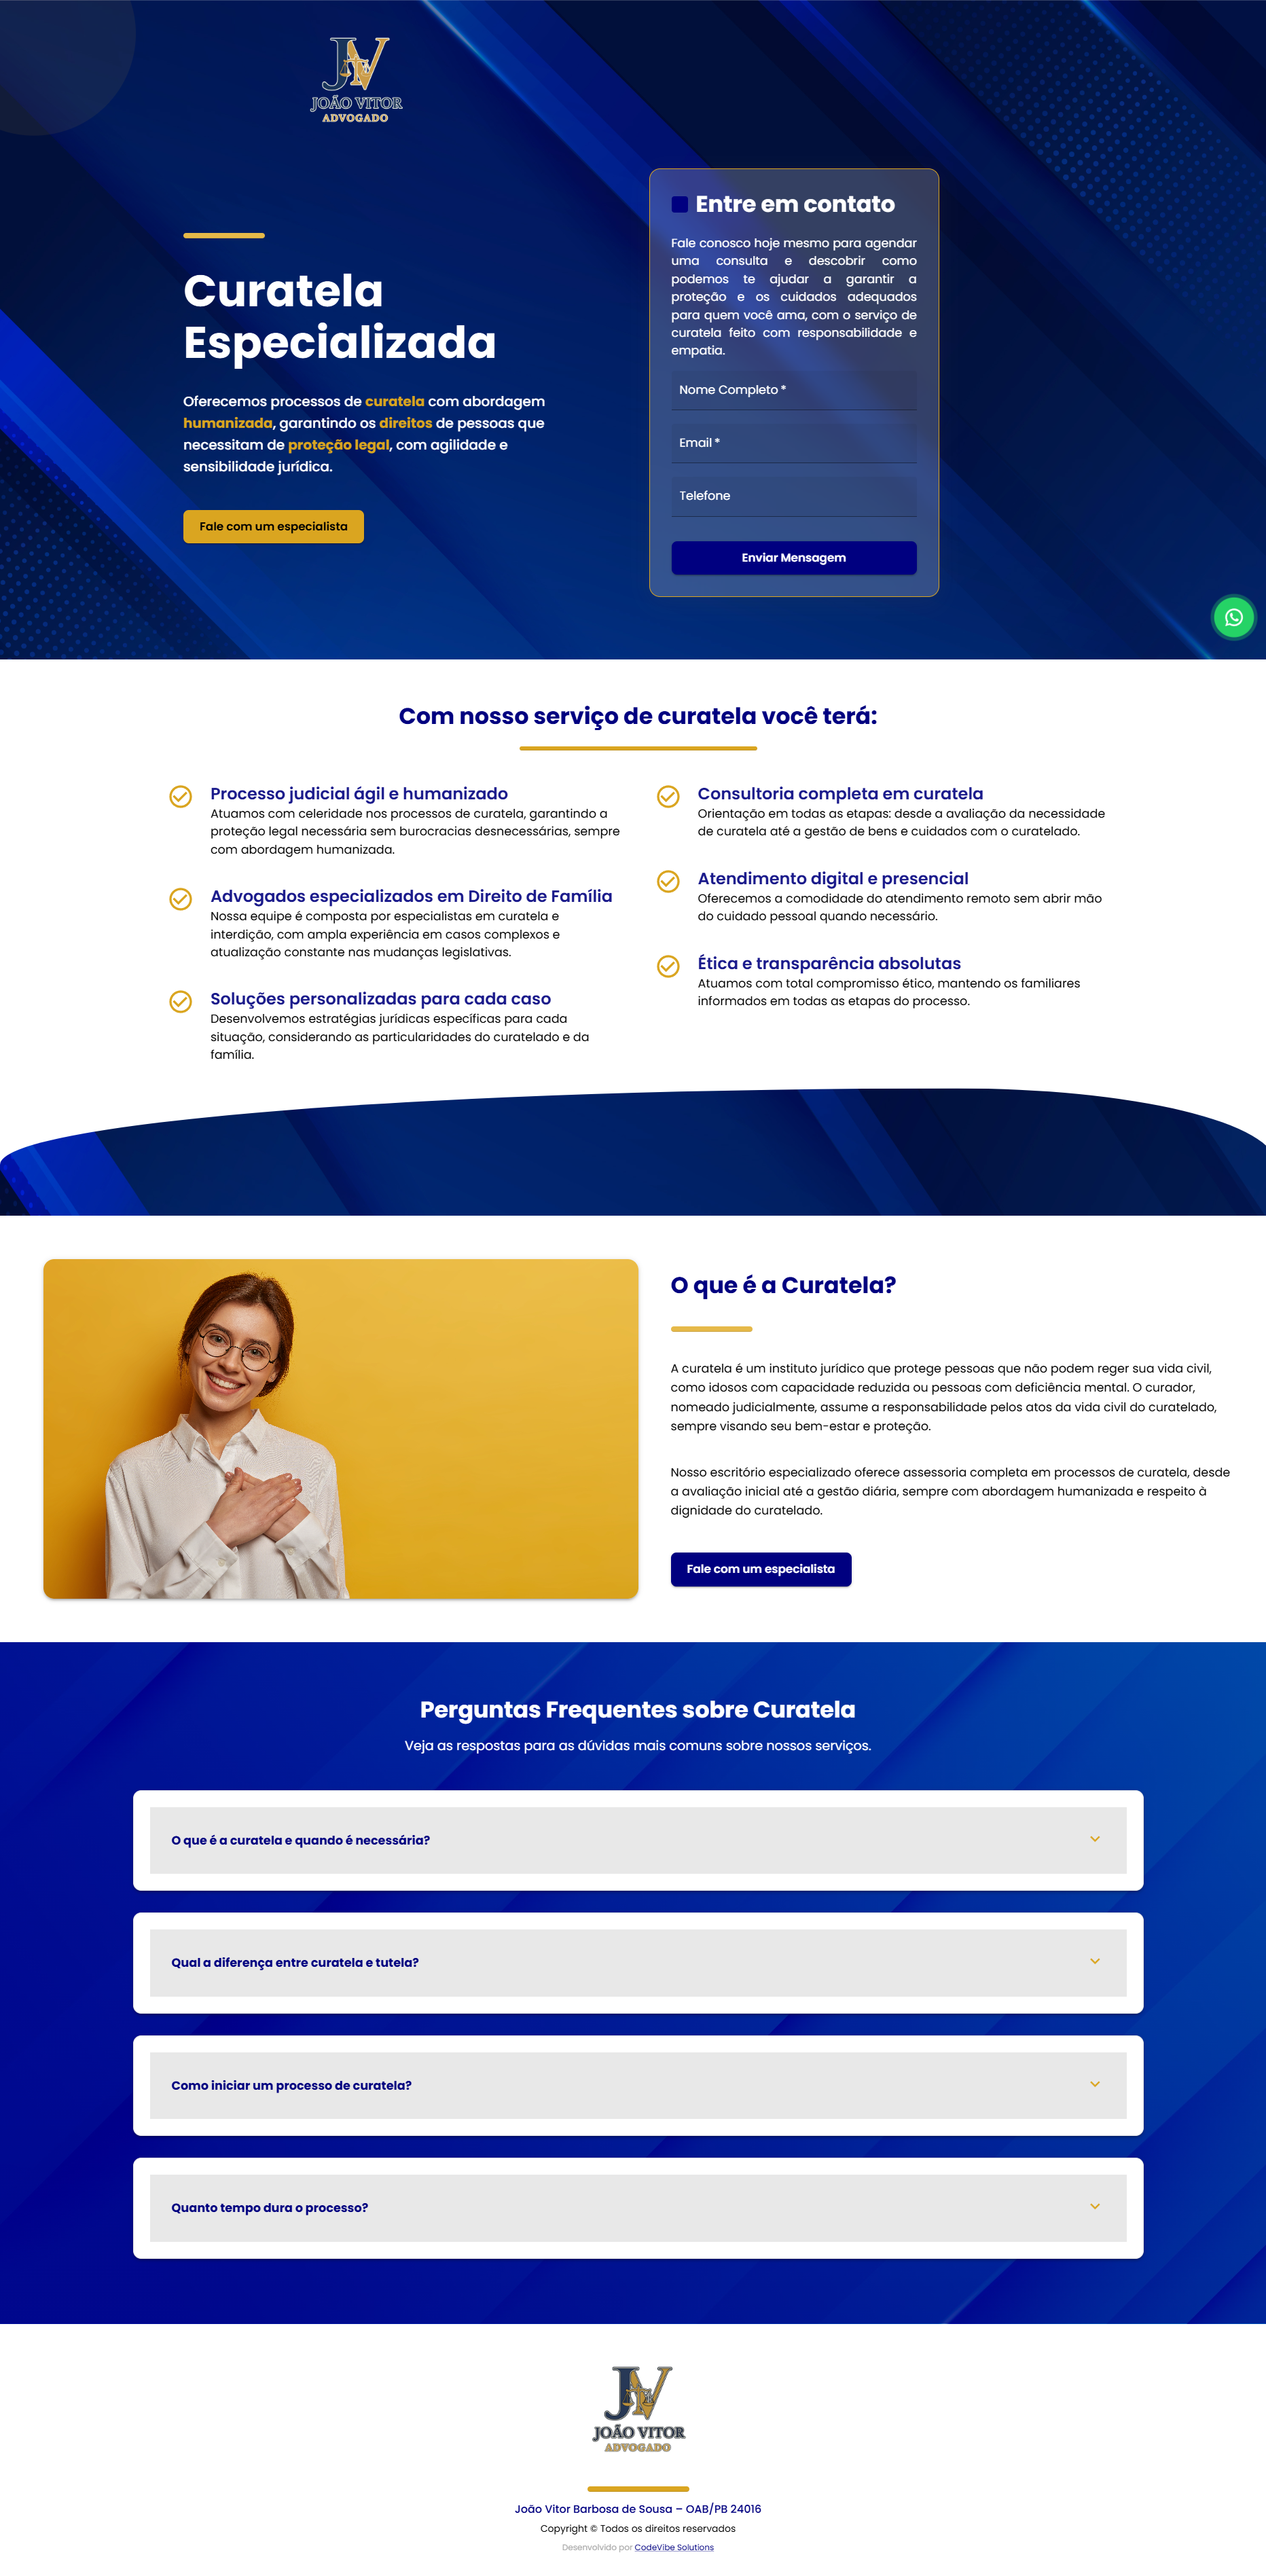 JV
JOÃO VITOR
ADVOGADO
Curatela
Especializada
Oferecemos processos de curatela com abordagem
humanizada, garantindo os direitos de pessoas que
necessitam de proteção legal, com agilidade e
sensibilidade jurídica.
Fale com um especialista
Entre em contato
Fale conosco hoje mesmo para agendar
uma consulta e descobrir como
podemos te ajudar a garantir a
proteção e os cuidados adequados
para quem você ama, com o serviço de
curatela feito com responsabilidade e
empatia.
Nome Completo *
Email *
Telefone
Enviar Mensagem
Com nosso serviço de curatela você terá:
Processo judicial ágil e humanizado
Atuamos com celeridade nos processos de curatela, garantindo a
proteção legal necessária sem burocracias desnecessárias, sempre
com abordagem humanizada.
Advogados especializados em Direito de Família
Nossa equipe é composta por especialistas em curatela e
interdição, com ampla experiência em casos complexos e
atualização constante nas mudanças legislativas.
Soluções personalizadas para cada caso
Desenvolvemos estratégias jurídicas específicas para cada
situação, considerando as particularidades do curatelado e da
família.
Consultoria completa em curatela
Orientação em todas as etapas: desde a avaliação da necessidade
de curatela até a gestão de bens e cuidados com o curatelado.
Atendimento digital e presencial
Oferecemos a comodidade do atendimento remoto sem abrir mão
do cuidado pessoal quando necessário.
Ética e transparência absolutas
Atuamos com total compromisso ético, mantendo os familiares
informados em todas as etapas do processo.
O que é a Curatela?
A curatela é um instituto jurídico que protege pessoas que não podem reger sua vida civil,
como idosos com capacidade reduzida ou pessoas com deficiência mental. O curador,
nomeado judicialmente, assume a responsabilidade pelos atos da vida civil do curatelado,
sempre visando seu bem-estar e proteção.
Nosso escritório especializado oferece assessoria completa em processos de curatela, desde
a avaliação inicial até a gestão diária, sempre com abordagem humanizada e respeito à
dignidade do curatelado.
Fale com um especialista
Perguntas Frequentes sobre Curatela
Veja as respostas para as dúvidas mais comuns sobre nossos serviços.
O que é a curatela e quando é necessária?
Qual a diferença entre curatela e tutela?
Como iniciar um processo de curatela?
Quanto tempo dura o processo?
JV
JOÃO VITOR
ADVOGADO
João Vitor Barbosa de Sousa – OAB/PB 24016
Copyright © Todos os direitos reservados
Desenvolvido por CodeVibe Solutions